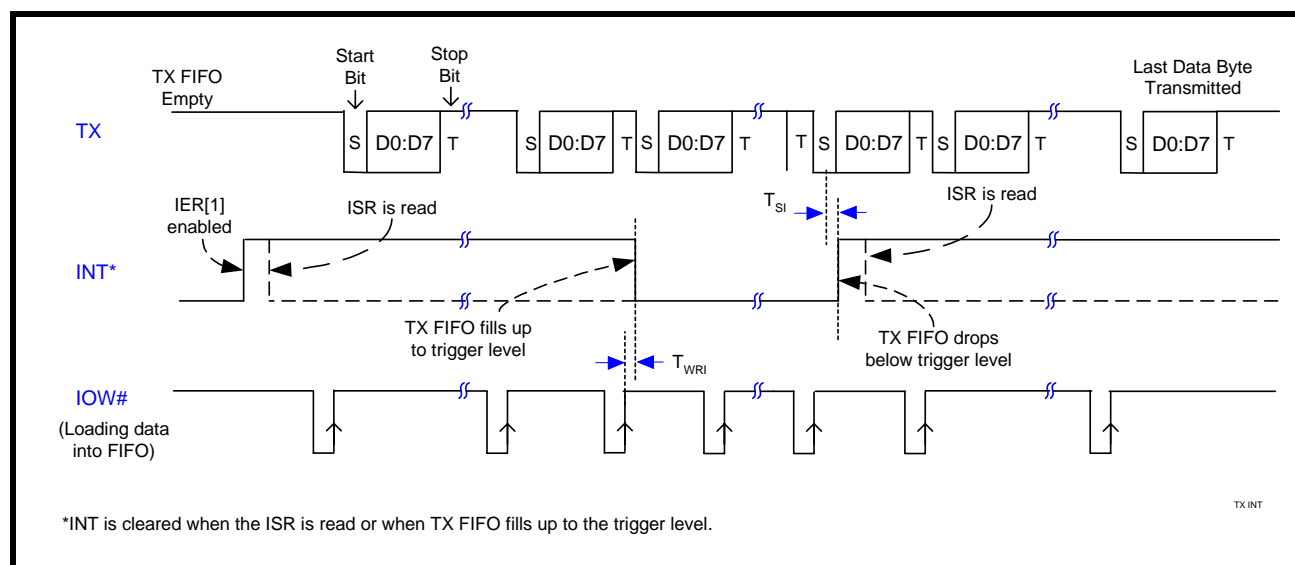 TX FIFO
Empty
Start
Bit
Stop
Bit
Last Data Byte
Transmitted
TX
S D0:D7 T S D0:D7 T S D0:D7 T T S D0:D7 T S D0:D7 T S D0:D7 T
IER[1]
enabled
ISR is read
TSI
ISR is read
INT*
TX FIFO fills up
to trigger level
TX FIFO drops
below trigger level
TWRI
IOW#
(Loading data
into FIFO)
TX INT
*INT is cleared when the ISR is read or when TX FIFO fills up to the trigger level.